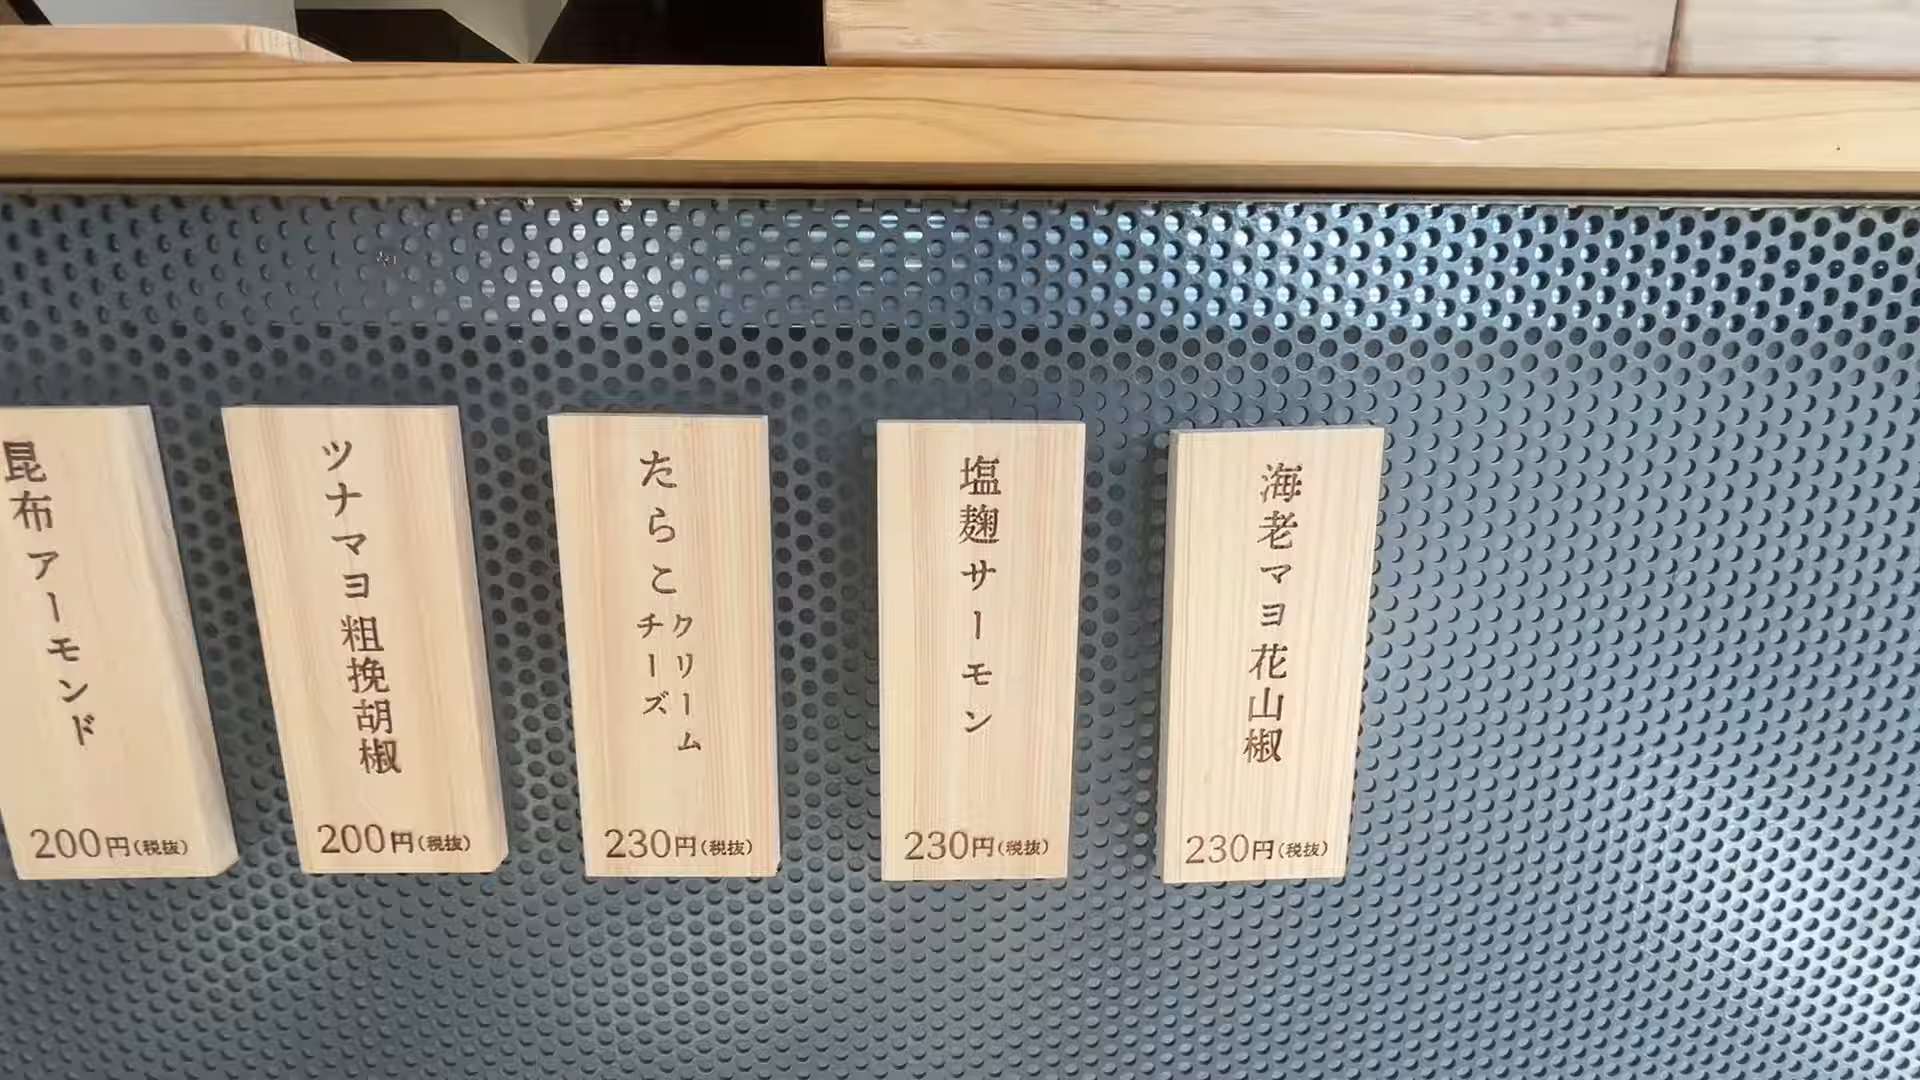 昆布アーモンド
200円(税抜)
ツナマヨ粗挽胡椒
200円(税抜)
たらこ
クリーム
チーズ
230円(税抜)
塩麹サーモン
230円(税抜)
海老マヨ花山椒
230円(税抜)